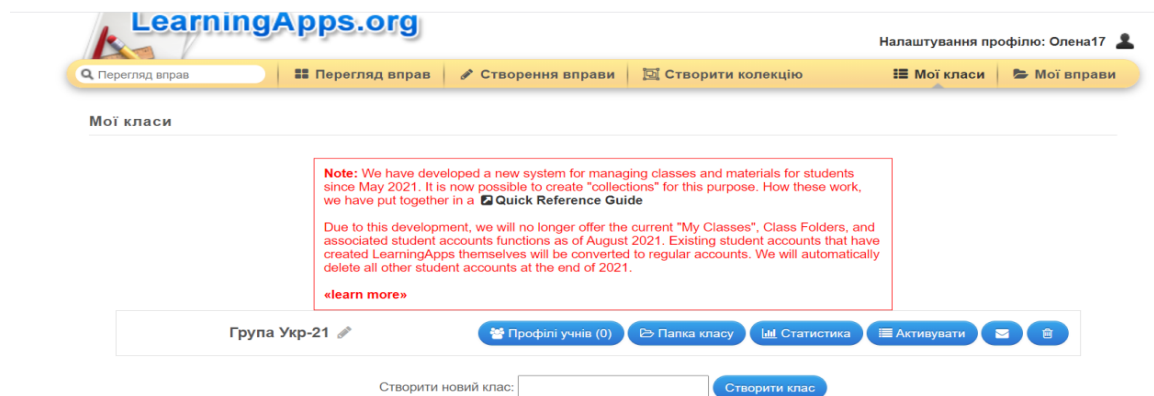 LearningApps.org
Налаштування профілю: Олена17
Перегляд вправ
Перегляд вправ
Створення вправи
Створити колекцію
Мої класи
Мої вправи
Мої класи
Note: We have developed a new system for managing classes and materials for students
since May 2021. It is now possible to create "collections" for this purpose. How these work,
we have put together in a Quick Reference Guide
Due to this development, we will no longer offer the current "My Classes", Class Folders, and
associated student accounts functions as of August 2021. Existing student accounts that have
created LearningApps themselves will be converted to regular accounts. We will automatically
delete all other student accounts at the end of 2021.
«learn more»
Група Укр-21
Профілі учнів (0)
Папка класу
Статистика
Активувати
Створити новий клас:
Створити клас